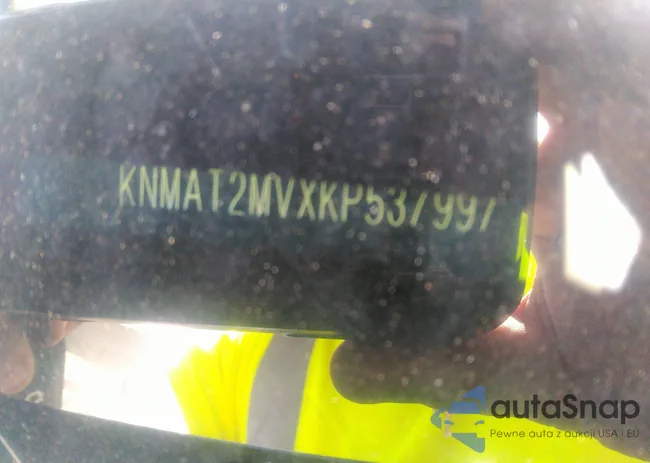 KNMAT2MVXKP537997
autaSnap
Pewne auta z aukcji USA i EU